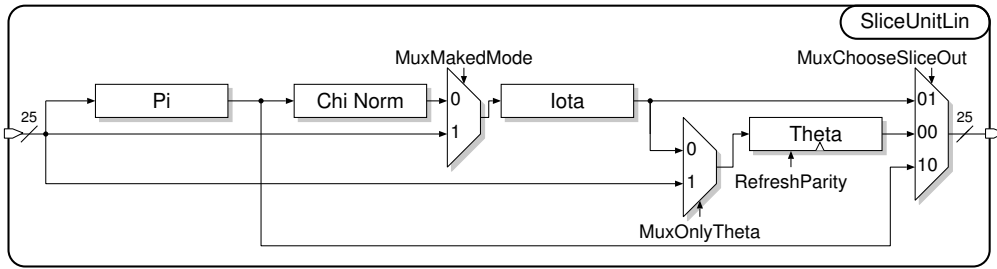 SliceUnitLin
MuxMakedMode
MuxChooseSliceOut
25
Pi
Chi Norm
0
1
Iota
01
00
10
25
0
1
Theta
RefreshParity
MuxOnlyTheta